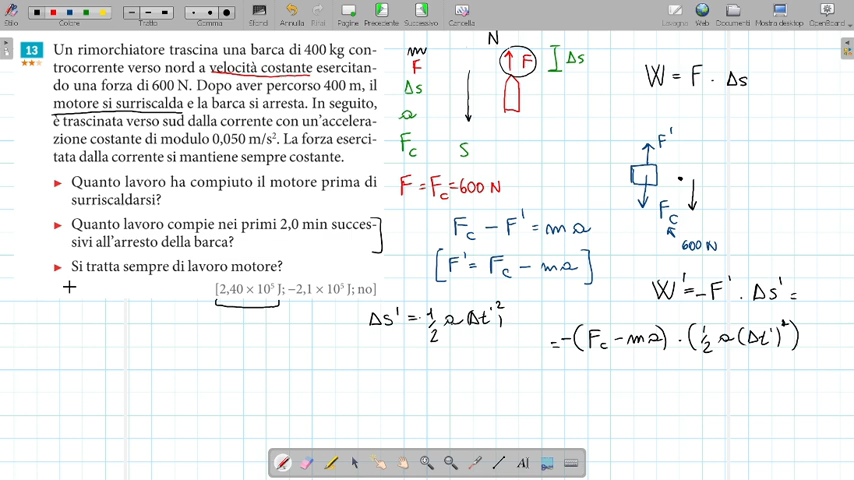 Stilo
Colore
Tratto
Gomma
Sfondi
Annulla
Rifai
Pagine
Precedente
Successivo
Cancella
Lavagna
Web
Documenti
Mostra desktop
OpenBoard
13 Un rimorchiatore trascina una barca di 400 kg con-
trocorrente verso nord a velocità costante esercitan-
do una forza di 600 N. Dopo aver percorso 400 m, il
motore si surriscalda e la barca si arresta. In seguito,
è trascinata verso sud dalla corrente con un'accelera-
zione costante di modulo 0,050 m/s². La forza eserci-
tata dalla corrente si mantiene sempre costante.
► Quanto lavoro ha compiuto il motore prima di
surriscaldarsi?
► Quanto lavoro compie nei primi 2,0 min succes-
sivi all'arresto della barca?
► Si tratta sempre di lavoro motore?
[2,40 × 10⁵ J; −2,1 × 10⁵ J; no]
m
F
Δs
a
Fc
F = Fc = 600 N
N
S
F
Δs
W = F · Δs
F'
Fc
600 N
Fc − F' = ma
[F' = Fc − ma]
Δs' = ½ a(Δt')²
W' = −F' · Δs' =
= −(Fc − ma) · (½ a(Δt')²)